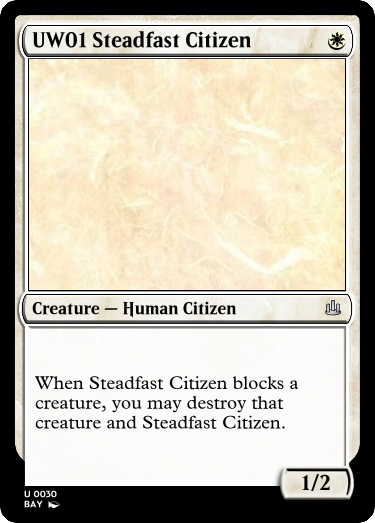 UW01 Steadfast Citizen
Creature — Human Citizen
When Steadfast Citizen blocks a
creature, you may destroy that
creature and Steadfast Citizen.
1/2
U 0030
BAY